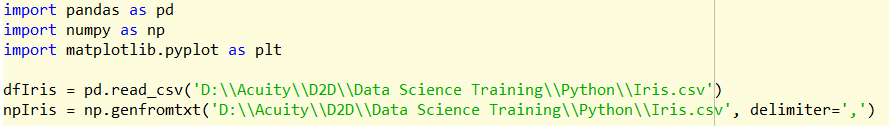 import pandas as pd
import numpy as np
import matplotlib.pyplot as plt
dfIris = pd.read_csv('D:\\Acuity\\D2D\\Data Science Training\\Python\\Iris.csv')
npIris = np.genfromtxt('D:\\Acuity\\D2D\\Data Science Training\\Python\\Iris.csv', delimiter=',')